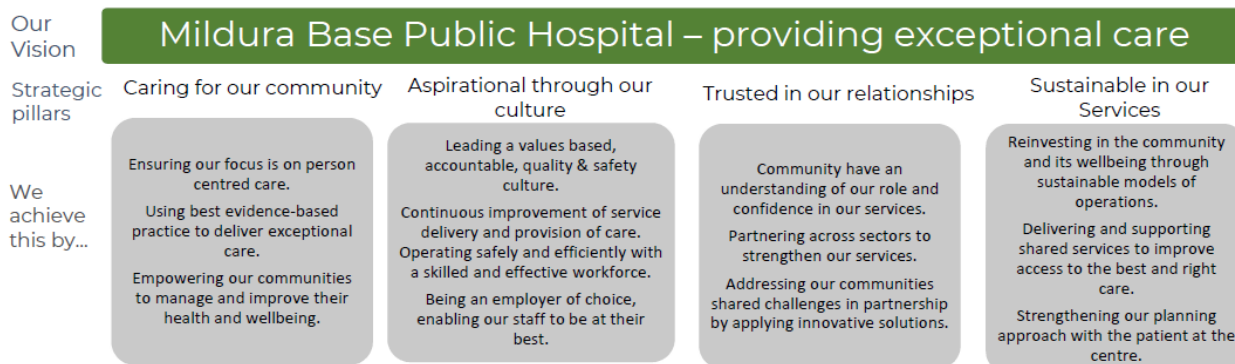 Our
Vision
Mildura Base Public Hospital – providing exceptional care
Strategic
pillars
Caring for our community
Aspirational through our
culture
Trusted in our relationships
Sustainable in our
Services
We
achieve
this by...
Ensuring our focus is on person
centred care.
Using best evidence-based
practice to deliver exceptional
care.
Empowering our communities
to manage and improve their
health and wellbeing.
Leading a values based,
accountable, quality & safety
culture.
Continuous improvement of service
delivery and provision of care.
Operating safely and efficiently with
a skilled and effective workforce.
Being an employer of choice,
enabling our staff to be at their
best.
Community have an
understanding of our role and
confidence in our services.
Partnering across sectors to
strengthen our services.
Addressing our communities
shared challenges in partnership
by applying innovative solutions.
Reinvesting in the community
and its wellbeing through
sustainable models of
operations.
Delivering and supporting
shared services to improve
access to the best and right
care.
Strengthening our planning
approach with the patient at the
centre.